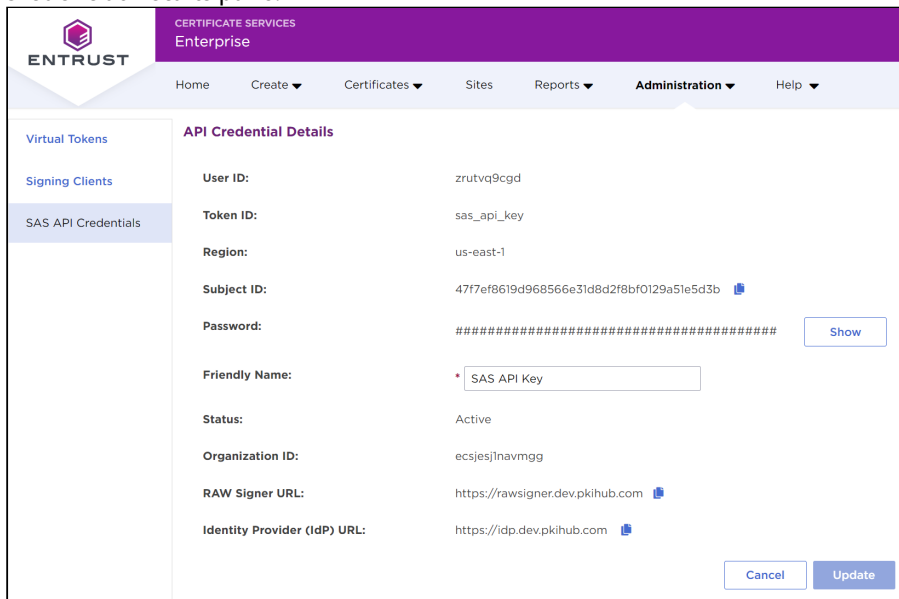 CERTIFICATE SERVICES
Enterprise
ENTRUST
Home Create Certificates Sites Reports Administration Help
Virtual Tokens
Signing Clients
SAS API Credentials
API Credential Details
User ID: zrutvq9cgd
Token ID: sas_api_key
Region: us-east-1
Subject ID: 47f7ef8619d968566e31d8d2f8bf0129a51e5d3b
Password: ######################################## Show
Friendly Name: * SAS API Key
Status: Active
Organization ID: ecsjesj1navmgg
RAW Signer URL: https://rawsigner.dev.pkihub.com
Identity Provider (IdP) URL: https://idp.dev.pkihub.com
Cancel Update